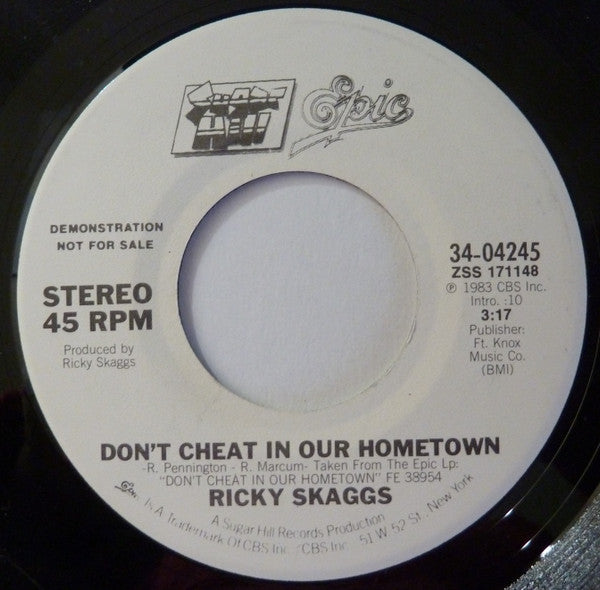 SUGAR HILL
Epic
DEMONSTRATION
NOT FOR SALE
STEREO
45 RPM
Produced by
Ricky Skaggs
34-04245
ZSS 171148
℗ 1983 CBS Inc.
Intro. :10
3:17
Publisher:
Ft. Knox
Music Co.
(BMI)
DON'T CHEAT IN OUR HOMETOWN
-R. Pennington - R. Marcum- Taken From The Epic Lp:
"DON'T CHEAT IN OUR HOMETOWN" FE 38954
RICKY SKAGGS
A Sugar Hill Records Production
Epic Is A Trademark Of CBS Inc. CBS Inc. 51 W 52 St., New York